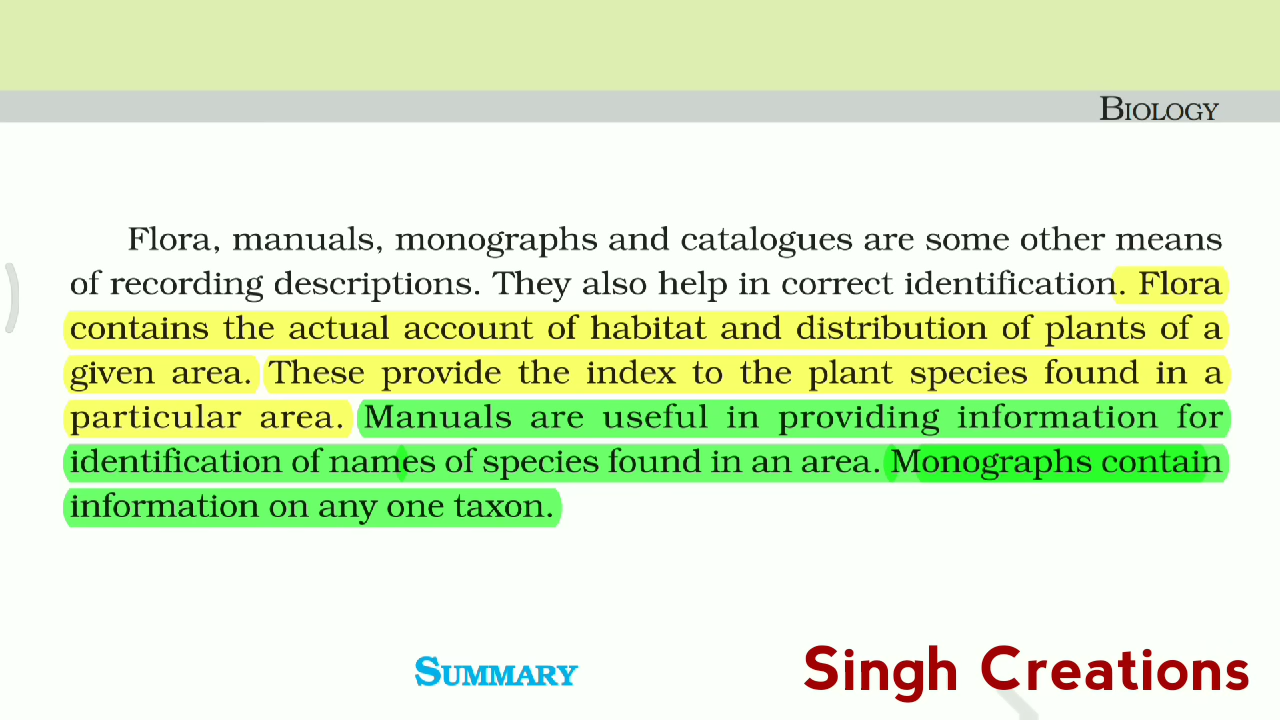 BIOLOGY
Flora, manuals, monographs and catalogues are some other means
of recording descriptions. They also help in correct identification. Flora
contains the actual account of habitat and distribution of plants of a
given area. These provide the index to the plant species found in a
particular area. Manuals are useful in providing information for
identification of names of species found in an area. Monographs contain
information on any one taxon.
SUMMARY
Singh Creations